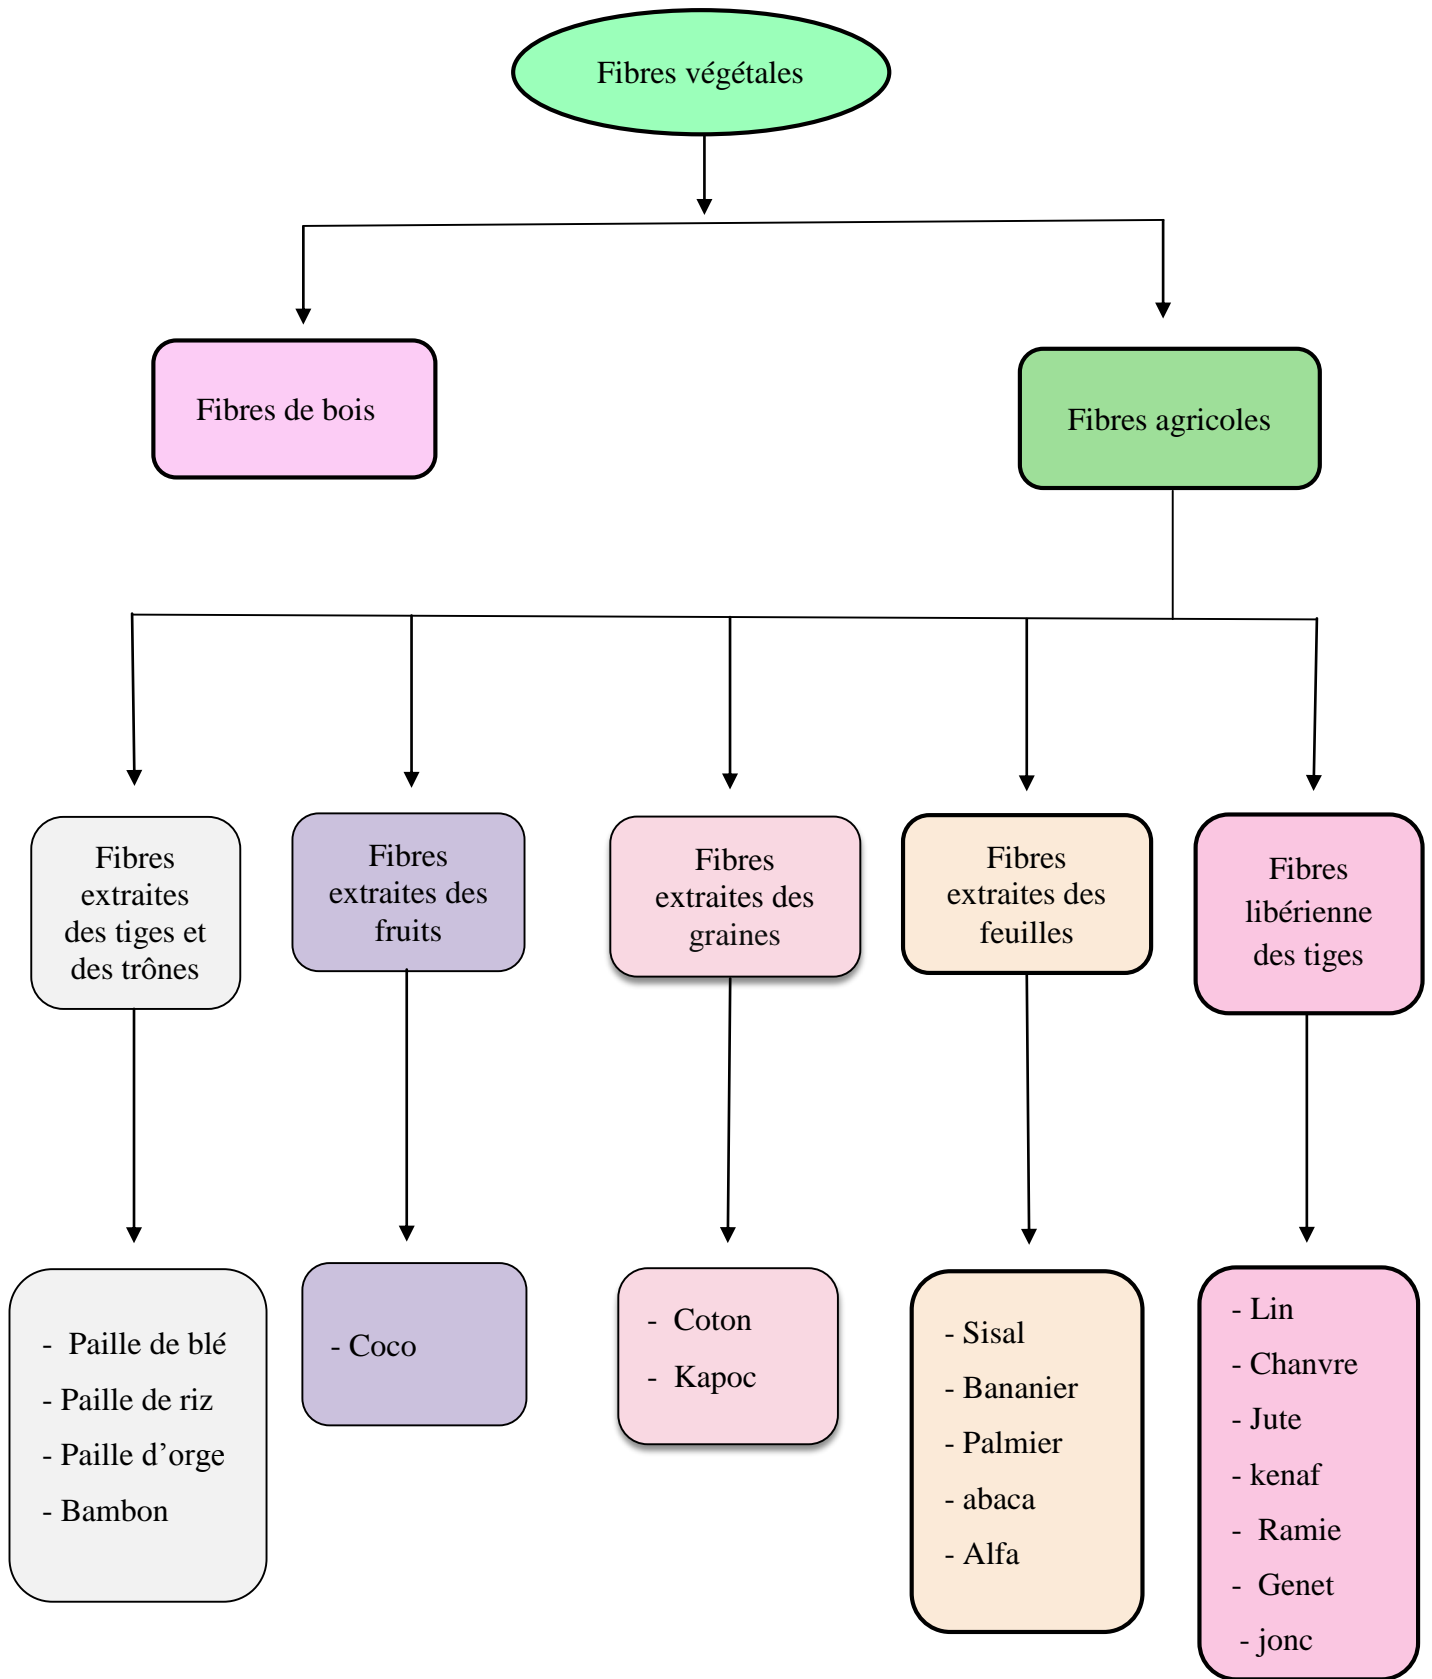 Fibres végétales
Fibres de bois
Fibres agricoles
Fibres
extraites
des tiges et
des trônes
Fibres
extraites des
fruits
Fibres
extraites des
graines
Fibres
extraites des
feuilles
Fibres
libérienne
des tiges
- Paille de blé
- Paille de riz
- Paille d’orge
- Bambon
- Coco
- Coton
- Kapoc
- Sisal
- Bananier
- Palmier
- abaca
- Alfa
- Lin
- Chanvre
- Jute
- kenaf
- Ramie
- Genet
- jonc